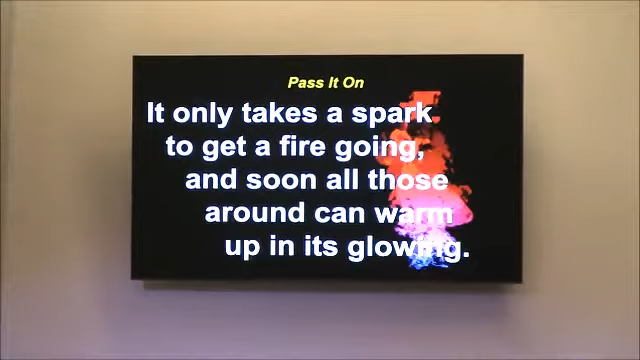 Pass It On
It only takes a spark
to get a fire going,
and soon all those
around can warm
up in its glowing.